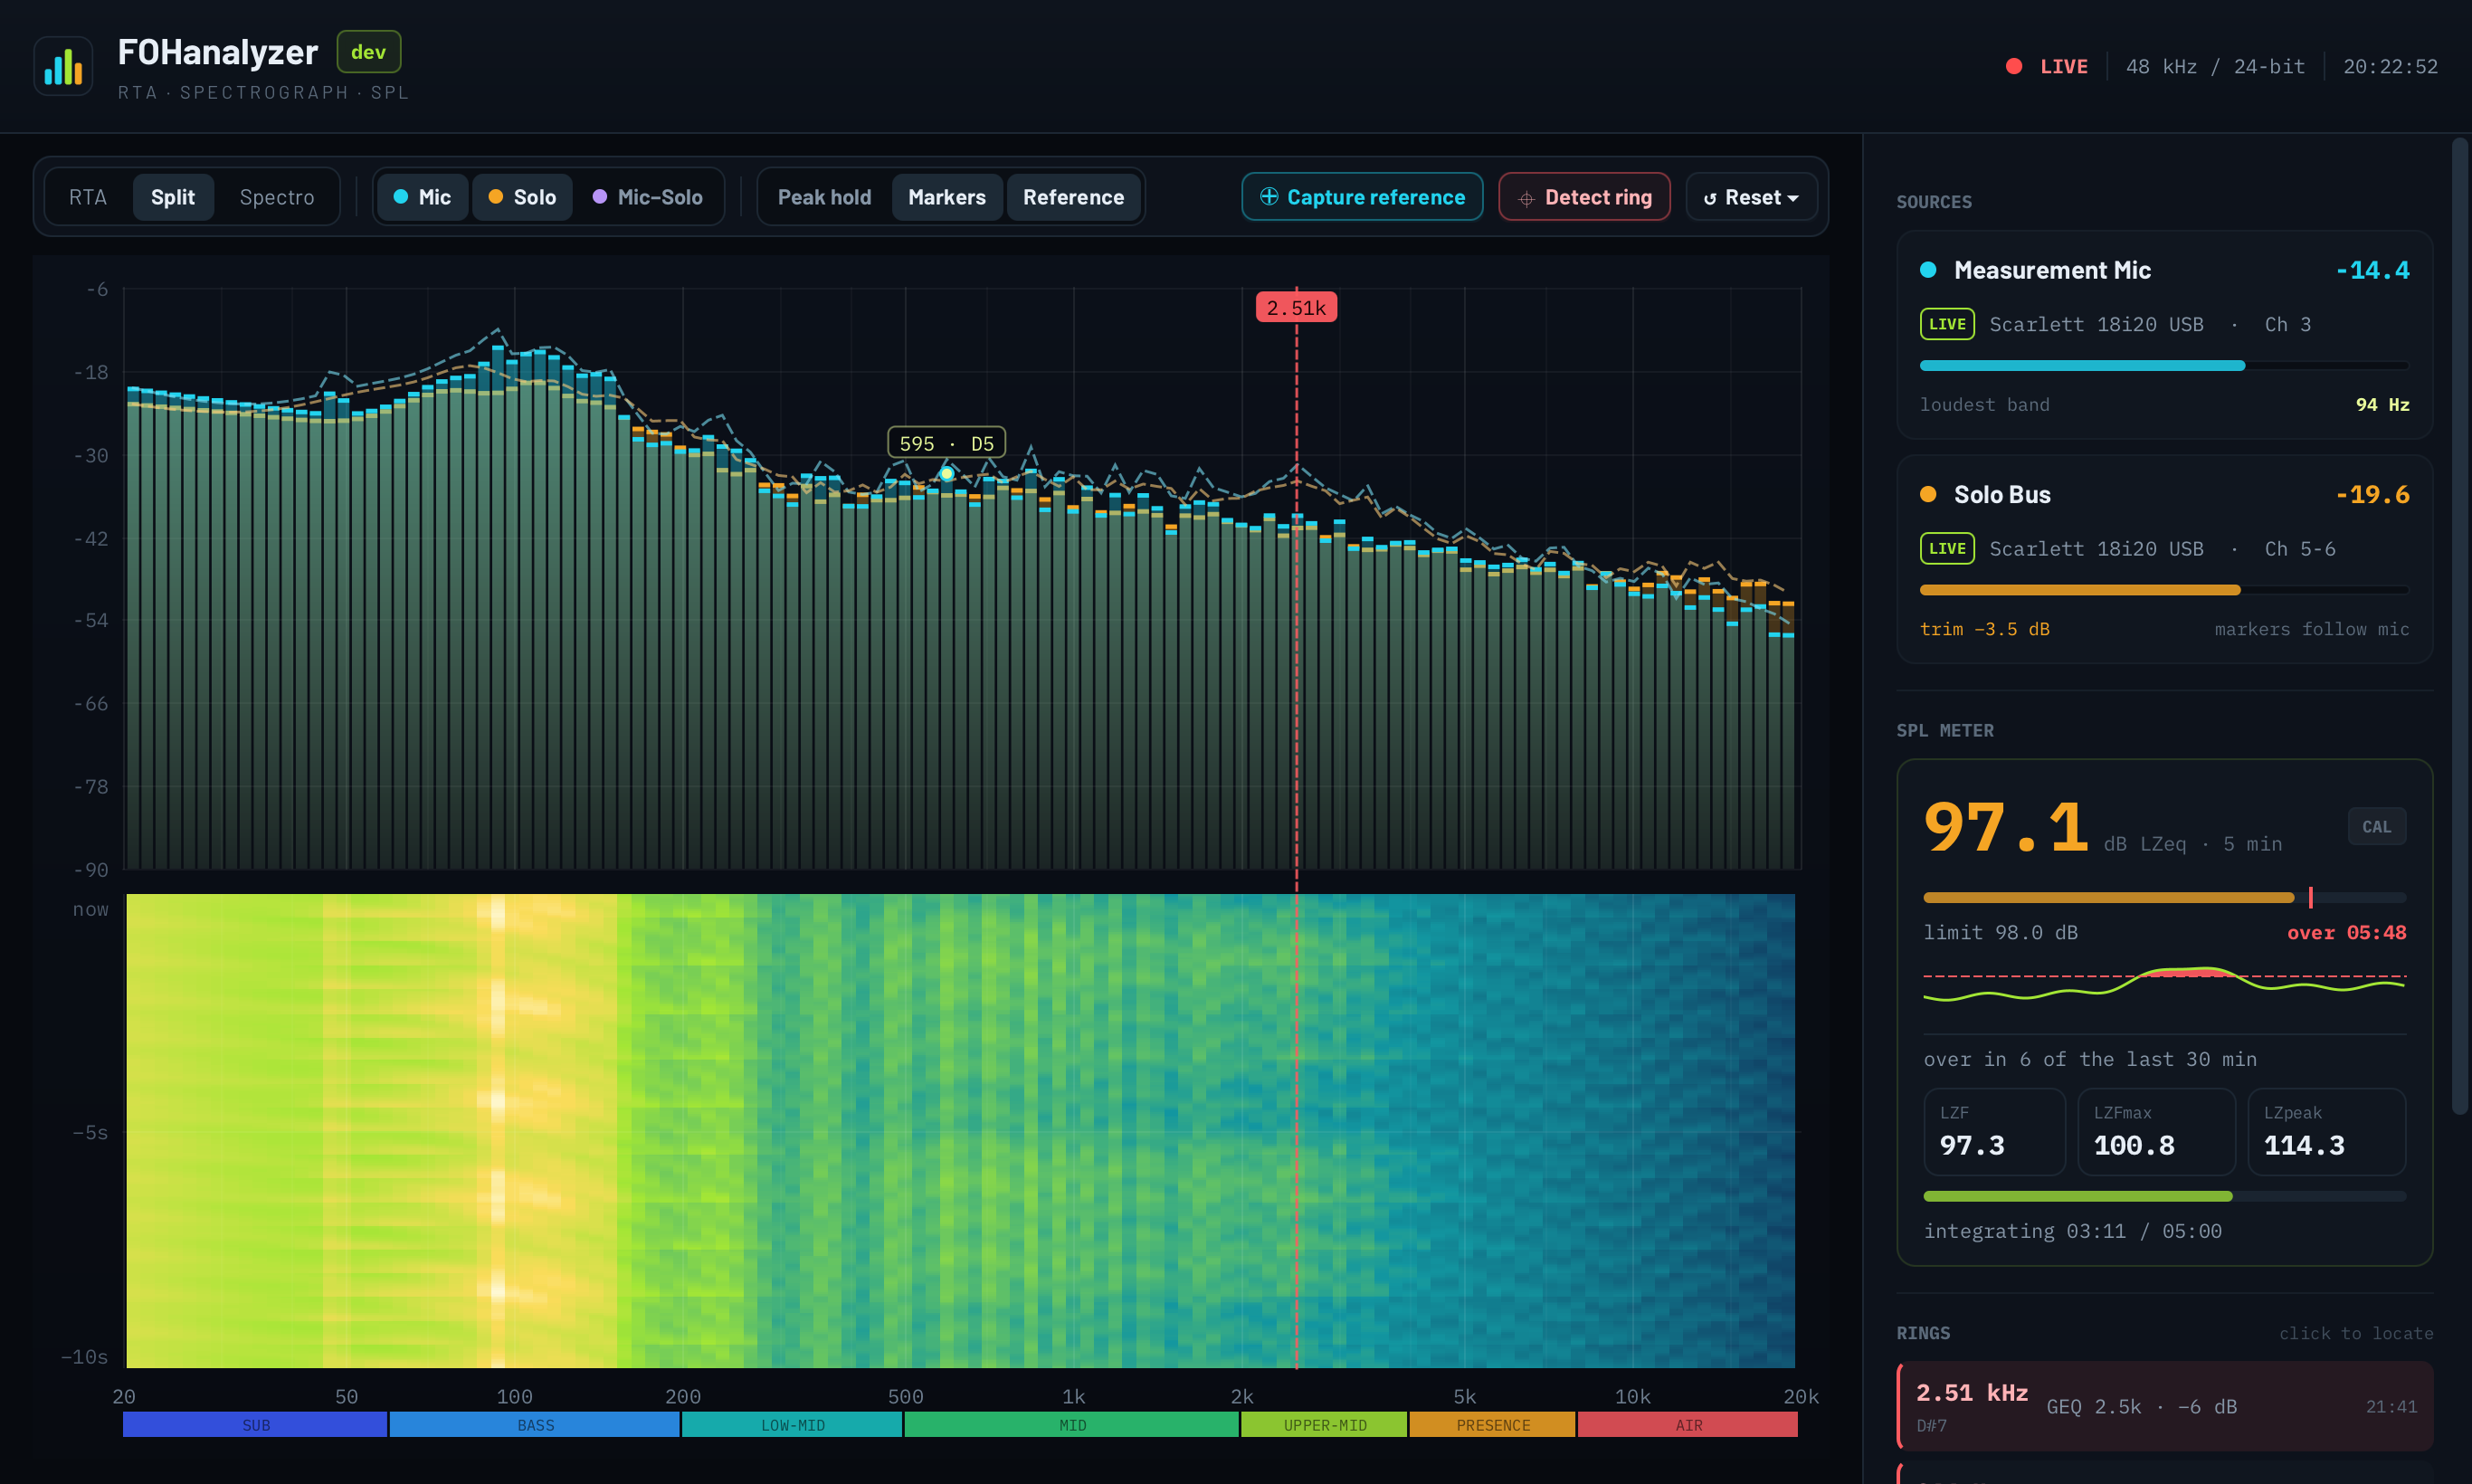 FOHanalyzer dev
RTA · SPECTROGRAPH · SPL
LIVE 48 kHz / 24-bit 20:22:52
RTA Split Spectro Mic Solo Mic−Solo Peak hold Markers Reference Capture reference Detect ring ↺ Reset
-6
-18
-30
-42
-54
-66
-78
-90
2.51k
595 · D5
now
−5s
−10s
20 50 100 200 500 1k 2k 5k 10k 20k
SUB BASS LOW-MID MID UPPER-MID PRESENCE AIR
SOURCES
Measurement Mic -14.4
LIVE Scarlett 18i20 USB · Ch 3
loudest band 94 Hz
Solo Bus -19.6
LIVE Scarlett 18i20 USB · Ch 5-6
trim −3.5 dB markers follow mic
SPL METER
97.1 dB LZeq · 5 min CAL
limit 98.0 dB over 05:48
over in 6 of the last 30 min
LZF LZFmax LZpeak
97.3 100.8 114.3
integrating 03:11 / 05:00
RINGS click to locate
2.51 kHz GEQ 2.5k · −6 dB 21:41
D#7